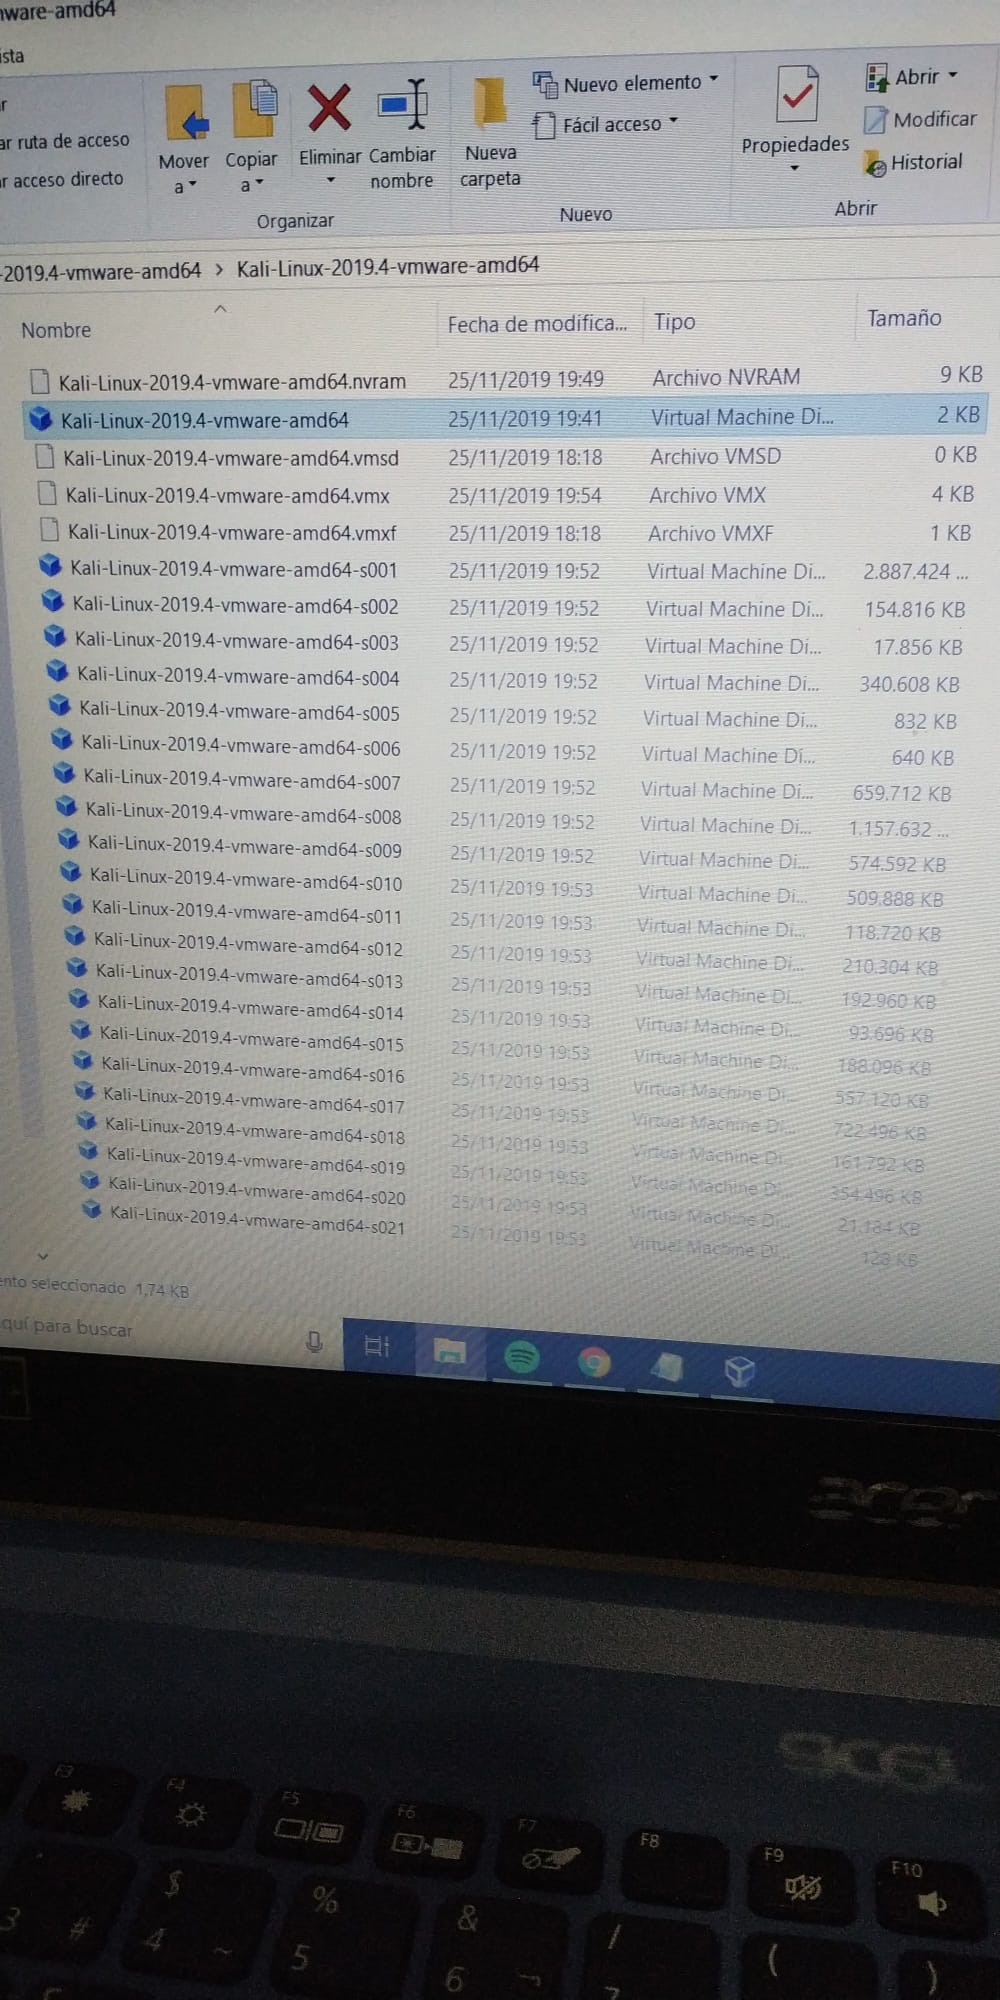 ware-amd64
ista
ar ruta de acceso
r acceso directo
Mover
a
Copiar
a
Eliminar
Cambiar
nombre
Organizar
Nueva
carpeta
Nuevo elemento
Fácil acceso
Nuevo
Propiedades
Abrir
Modificar
Historial
Abrir
-2019.4-vmware-amd64 > Kali-Linux-2019.4-vmware-amd64
Nombre Fecha de modifica... Tipo Tamaño
Kali-Linux-2019.4-vmware-amd64.nvram 25/11/2019 19:49 Archivo NVRAM 9 KB
Kali-Linux-2019.4-vmware-amd64 25/11/2019 19:41 Virtual Machine Di... 2 KB
Kali-Linux-2019.4-vmware-amd64.vmsd 25/11/2019 18:18 Archivo VMSD 0 KB
Kali-Linux-2019.4-vmware-amd64.vmx 25/11/2019 19:54 Archivo VMX 4 KB
Kali-Linux-2019.4-vmware-amd64.vmxf 25/11/2019 18:18 Archivo VMXF 1 KB
Kali-Linux-2019.4-vmware-amd64-s001 25/11/2019 19:52 Virtual Machine Di... 2.887.424 ...
Kali-Linux-2019.4-vmware-amd64-s002 25/11/2019 19:52 Virtual Machine Di... 154.816 KB
Kali-Linux-2019.4-vmware-amd64-s003 25/11/2019 19:52 Virtual Machine Di... 17.856 KB
Kali-Linux-2019.4-vmware-amd64-s004 25/11/2019 19:52 Virtual Machine Di... 340.608 KB
Kali-Linux-2019.4-vmware-amd64-s005 25/11/2019 19:52 Virtual Machine Di... 832 KB
Kali-Linux-2019.4-vmware-amd64-s006 25/11/2019 19:52 Virtual Machine Di... 640 KB
Kali-Linux-2019.4-vmware-amd64-s007 25/11/2019 19:52 Virtual Machine Di... 659.712 KB
Kali-Linux-2019.4-vmware-amd64-s008 25/11/2019 19:52 Virtual Machine Di... 1.157.632 ...
Kali-Linux-2019.4-vmware-amd64-s009 25/11/2019 19:52 Virtual Machine Di... 574.592 KB
Kali-Linux-2019.4-vmware-amd64-s010 25/11/2019 19:53 Virtual Machine Di... 509.888 KB
Kali-Linux-2019.4-vmware-amd64-s011 25/11/2019 19:53 Virtual Machine Di... 118.720 KB
Kali-Linux-2019.4-vmware-amd64-s012 25/11/2019 19:53 Virtual Machine Di... 210.304 KB
Kali-Linux-2019.4-vmware-amd64-s013 25/11/2019 19:53 Virtual Machine Di... 192.960 KB
Kali-Linux-2019.4-vmware-amd64-s014 25/11/2019 19:53 Virtual Machine Di... 93.696 KB
Kali-Linux-2019.4-vmware-amd64-s015 25/11/2019 19:53 Virtual Machine Di... 188.096 KB
Kali-Linux-2019.4-vmware-amd64-s016 25/11/2019 19:53 Virtual Machine Di... 557.120 KB
Kali-Linux-2019.4-vmware-amd64-s017 25/11/2019 19:53 Virtual Machine Di... 722.496 KB
Kali-Linux-2019.4-vmware-amd64-s018 25/11/2019 19:53 Virtual Machine Di... 161.792 KB
Kali-Linux-2019.4-vmware-amd64-s019 25/11/2019 19:53 Virtual Machine Di... 354.496 KB
Kali-Linux-2019.4-vmware-amd64-s020 25/11/2019 19:53 Virtual Machine Di... 21.184 KB
Kali-Linux-2019.4-vmware-amd64-s021 25/11/2019 19:53 Virtual Machine Di... 128 KB
ento seleccionado 1,74 KB
quí para buscar
acer
acer
F3 F4 F5 F6 F7 F8 F9 F10
$ % & / ( )
3 # 4 ~ 5 6 ¬ 7